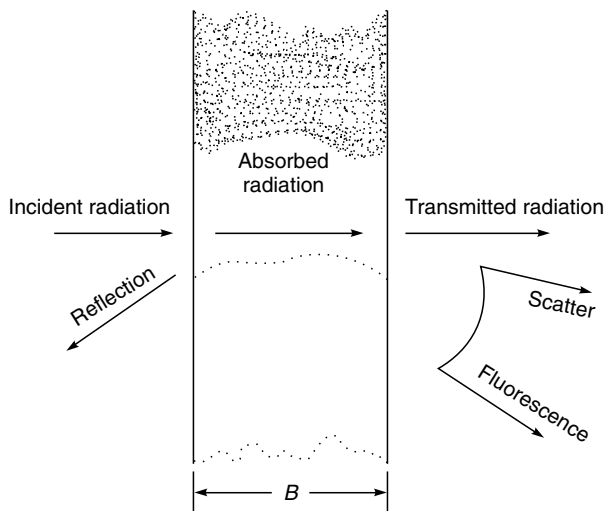 Absorbed
radiation
Incident radiation
Transmitted radiation
Reflection
Scatter
Fluorescence
B